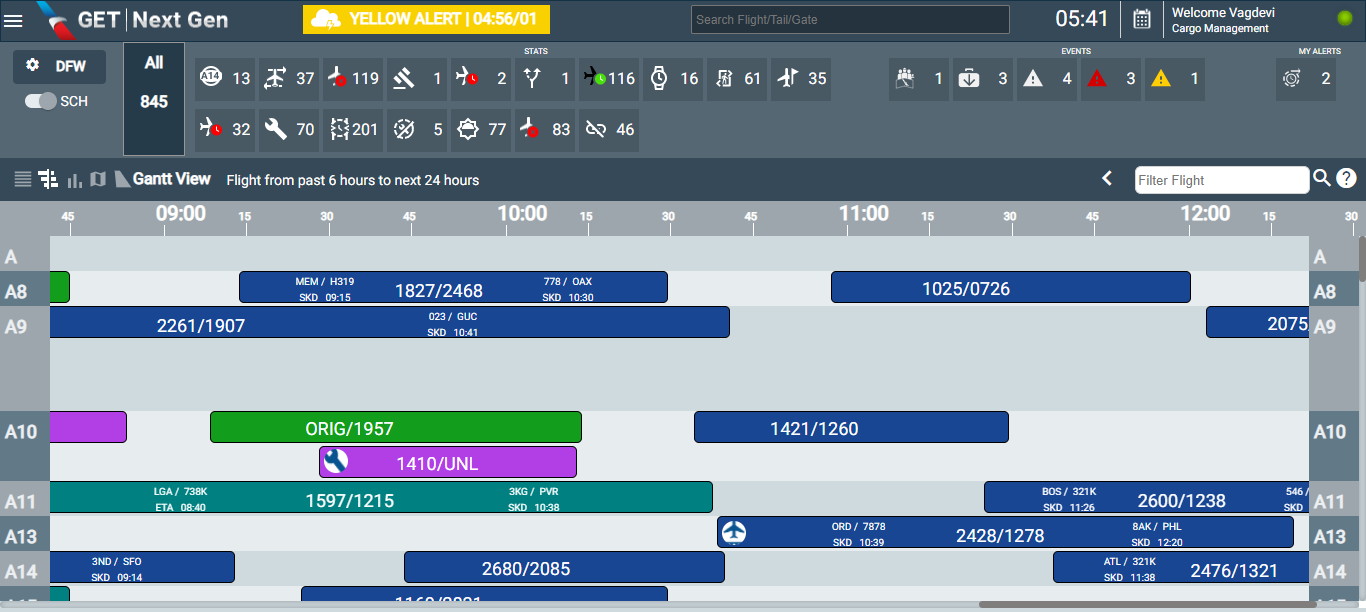 GET | Next Gen
YELLOW ALERT | 04:56/01
Search Flight/Tail/Gate
05:41
Welcome Vagdevi
Cargo Management
DFW
SCH
All
845
STATS
EVENTS
MY ALERTS
A14 13 37 119 1 2 1 116 16 61 35 1 3 4 3 1 2
32 70 201 5 77 83 46
Gantt View Flight from past 6 hours to next 24 hours
Filter Flight
45 09:00 15 30 45 10:00 15 30 45 11:00 15 30 45 12:00 15 30
A A
A8 MEM / H319 SKD 09:15 1827/2468 778 / OAX SKD 10:30 1025/0726 A8
A9 2261/1907 023 / GUC SKD 10:41 2075 A9
A10 ORIG/1957 1421/1260 A10
1410/UNL
A11 LGA / 738K ETA 08:40 1597/1215 3KG / PVR SKD 10:38 BOS / 321K SKD 11:26 2600/1238 546 / SKD A11
A13 ORD / 7878 SKD 10:39 2428/1278 8AK / PHL SKD 12:20 A13
A14 3ND / SFO SKD 09:14 2680/2085 ATL / 321K SKD 11:38 2476/1321 A14